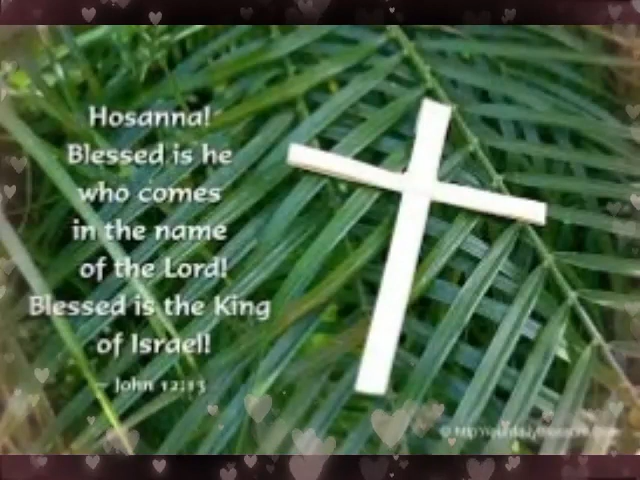 Hosanna!
Blessed is he
who comes
in the name
of the Lord!
Blessed is the King
of Israel!
~ John 12:13